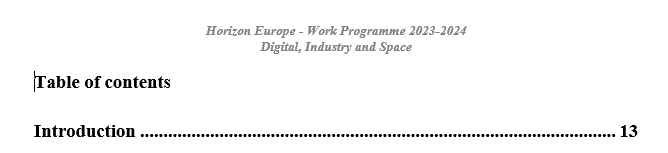 Horizon Europe - Work Programme 2023-2024
Digital, Industry and Space
Table of contents
Introduction ........................................................................................................ 13